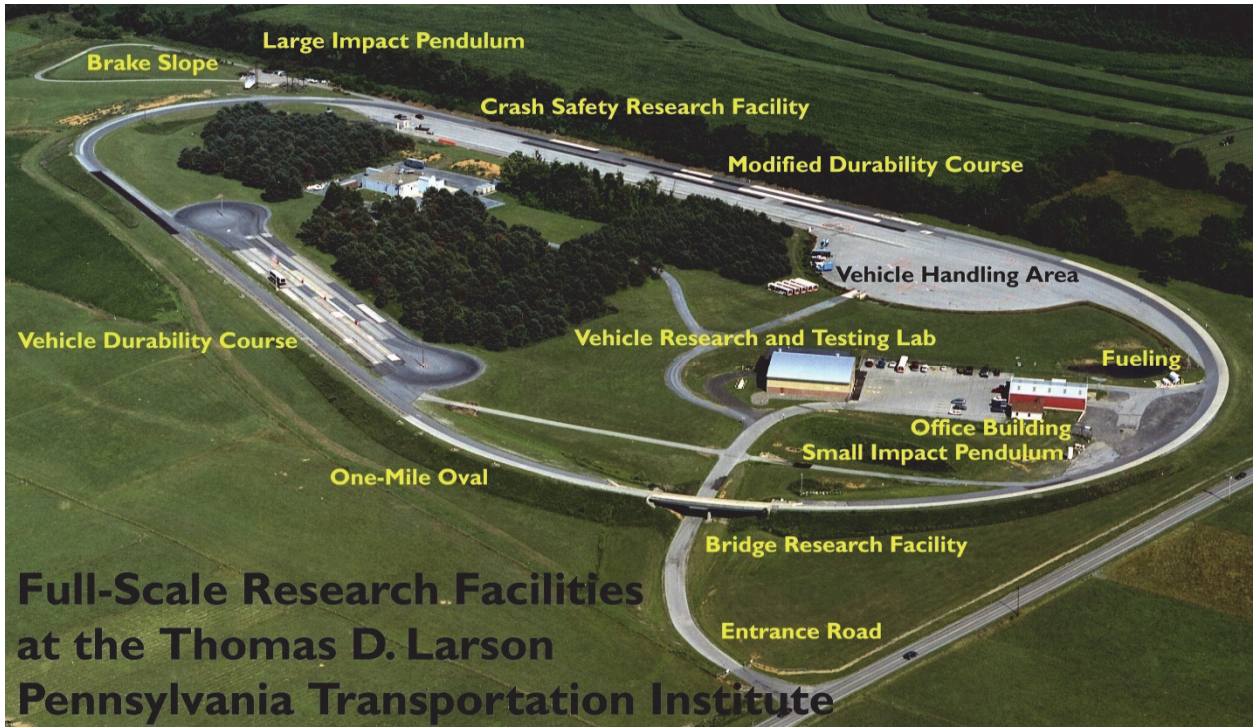 Large Impact Pendulum
Brake Slope
Crash Safety Research Facility
Modified Durability Course
Vehicle Handling Area
Vehicle Durability Course
Vehicle Research and Testing Lab
Fueling
Office Building
Small Impact Pendulum
One-Mile Oval
Bridge Research Facility
Entrance Road
Full-Scale Research Facilities
at the Thomas D. Larson
Pennsylvania Transportation Institute